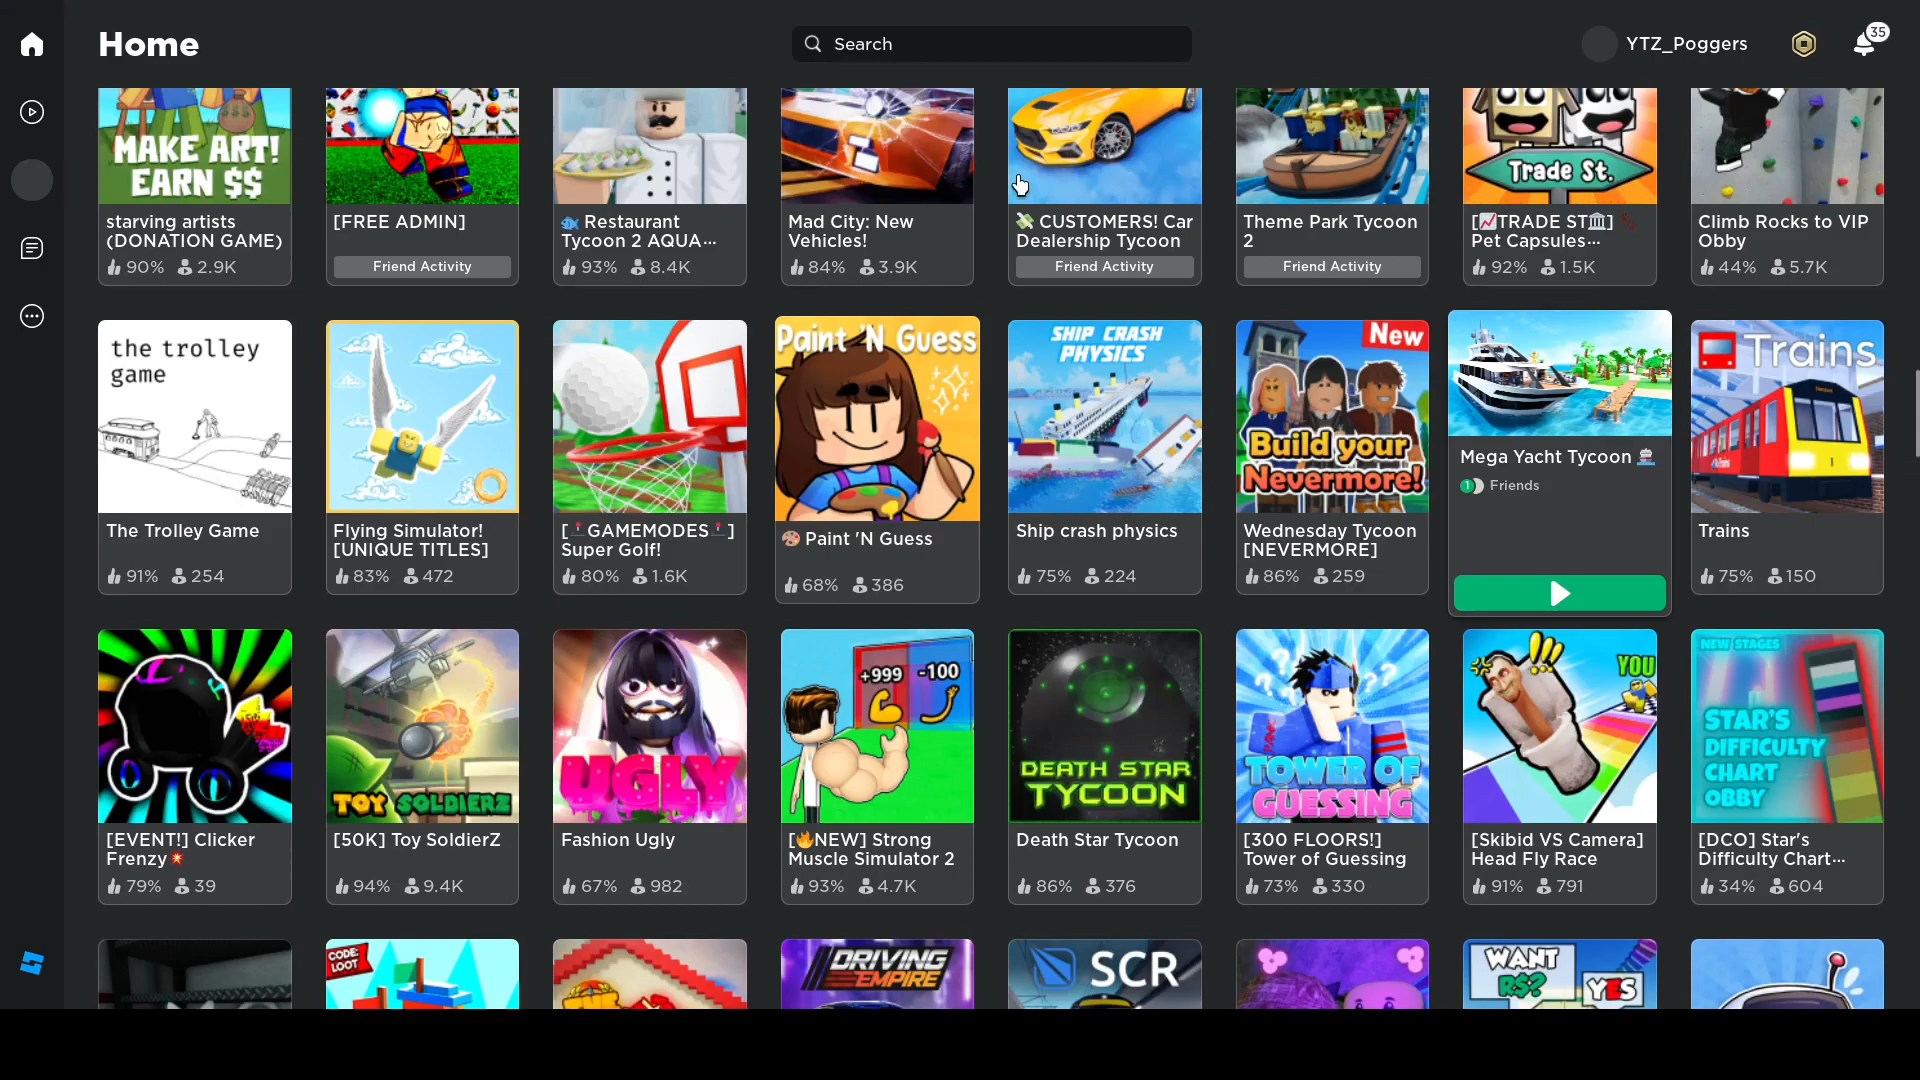 Home
Search
YTZ_Poggers
35
MAKE ART!
EARN $$
Trade St.
starving artists
(DONATION GAME)
90% 2.9K
[FREE ADMIN]
Friend Activity
Restaurant
Tycoon 2 AQUA...
93% 8.4K
Mad City: New
Vehicles!
84% 3.9K
CUSTOMERS! Car
Dealership Tycoon
Friend Activity
Theme Park Tycoon
2
Friend Activity
[📈TRADE ST🏛️]
Pet Capsules...
92% 1.5K
Climb Rocks to VIP
Obby
44% 5.7K
the trolley
game
The Trolley Game
91% 254
Flying Simulator!
[UNIQUE TITLES]
83% 472
[🕹️GAMEMODES🕹️]
Super Golf!
80% 1.6K
Paint 'N Guess
🎨 Paint 'N Guess
68% 386
SHIP CRASH
PHYSICS
Ship crash physics
75% 224
New
Build your
Nevermore!
Wednesday Tycoon
[NEVERMORE]
86% 259
Mega Yacht Tycoon 🚢
1 Friends
Trains
1
Trains
75% 150
[EVENT!] Clicker
Frenzy💥
79% 39
TOY SOLDIERZ
[50K] Toy SoldierZ
94% 9.4K
UGLY
Fashion Ugly
67% 982
+999 -100
[🔥NEW] Strong
Muscle Simulator 2
93% 4.7K
DEATH STAR
TYCOON
Death Star Tycoon
86% 376
TOWER OF
GUESSING
[300 FLOORS!]
Tower of Guessing
73% 330
YOU
[Skibid VS Camera]
Head Fly Race
91% 791
NEW STAGES
STAR'S
DIFFICULTY
CHART
OBBY
[DCO] Star's
Difficulty Chart...
34% 604
CODE:
LOOT
DRIVING
EMPIRE
SCR
WANT
R$?
YES